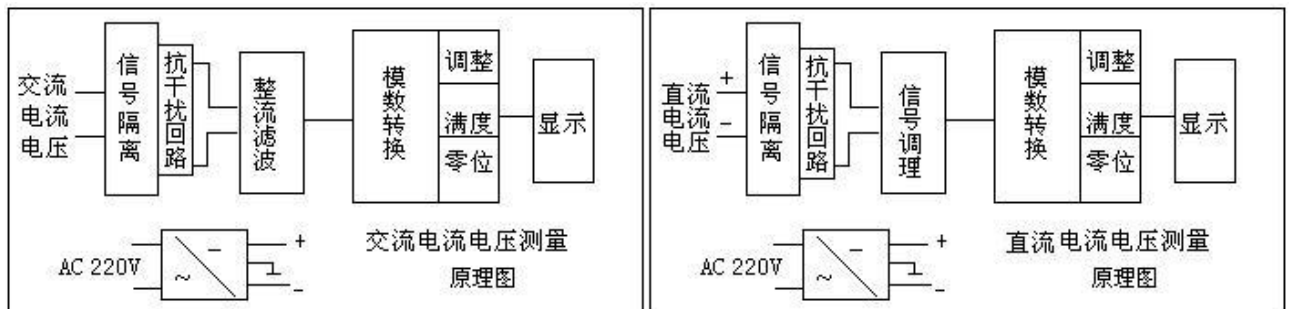 交流
电流
电压
信号隔离
抗干扰回路
整流滤波
模数转换
调整
满度
零位
显示
AC 220V
~
−
+
−
交流电流电压测量
原理图
直流
电流
电压
+
−
信号隔离
抗干扰回路
信号调理
模数转换
调整
满度
零位
显示
AC 220V
~
−
+
−
直流电流电压测量
原理图